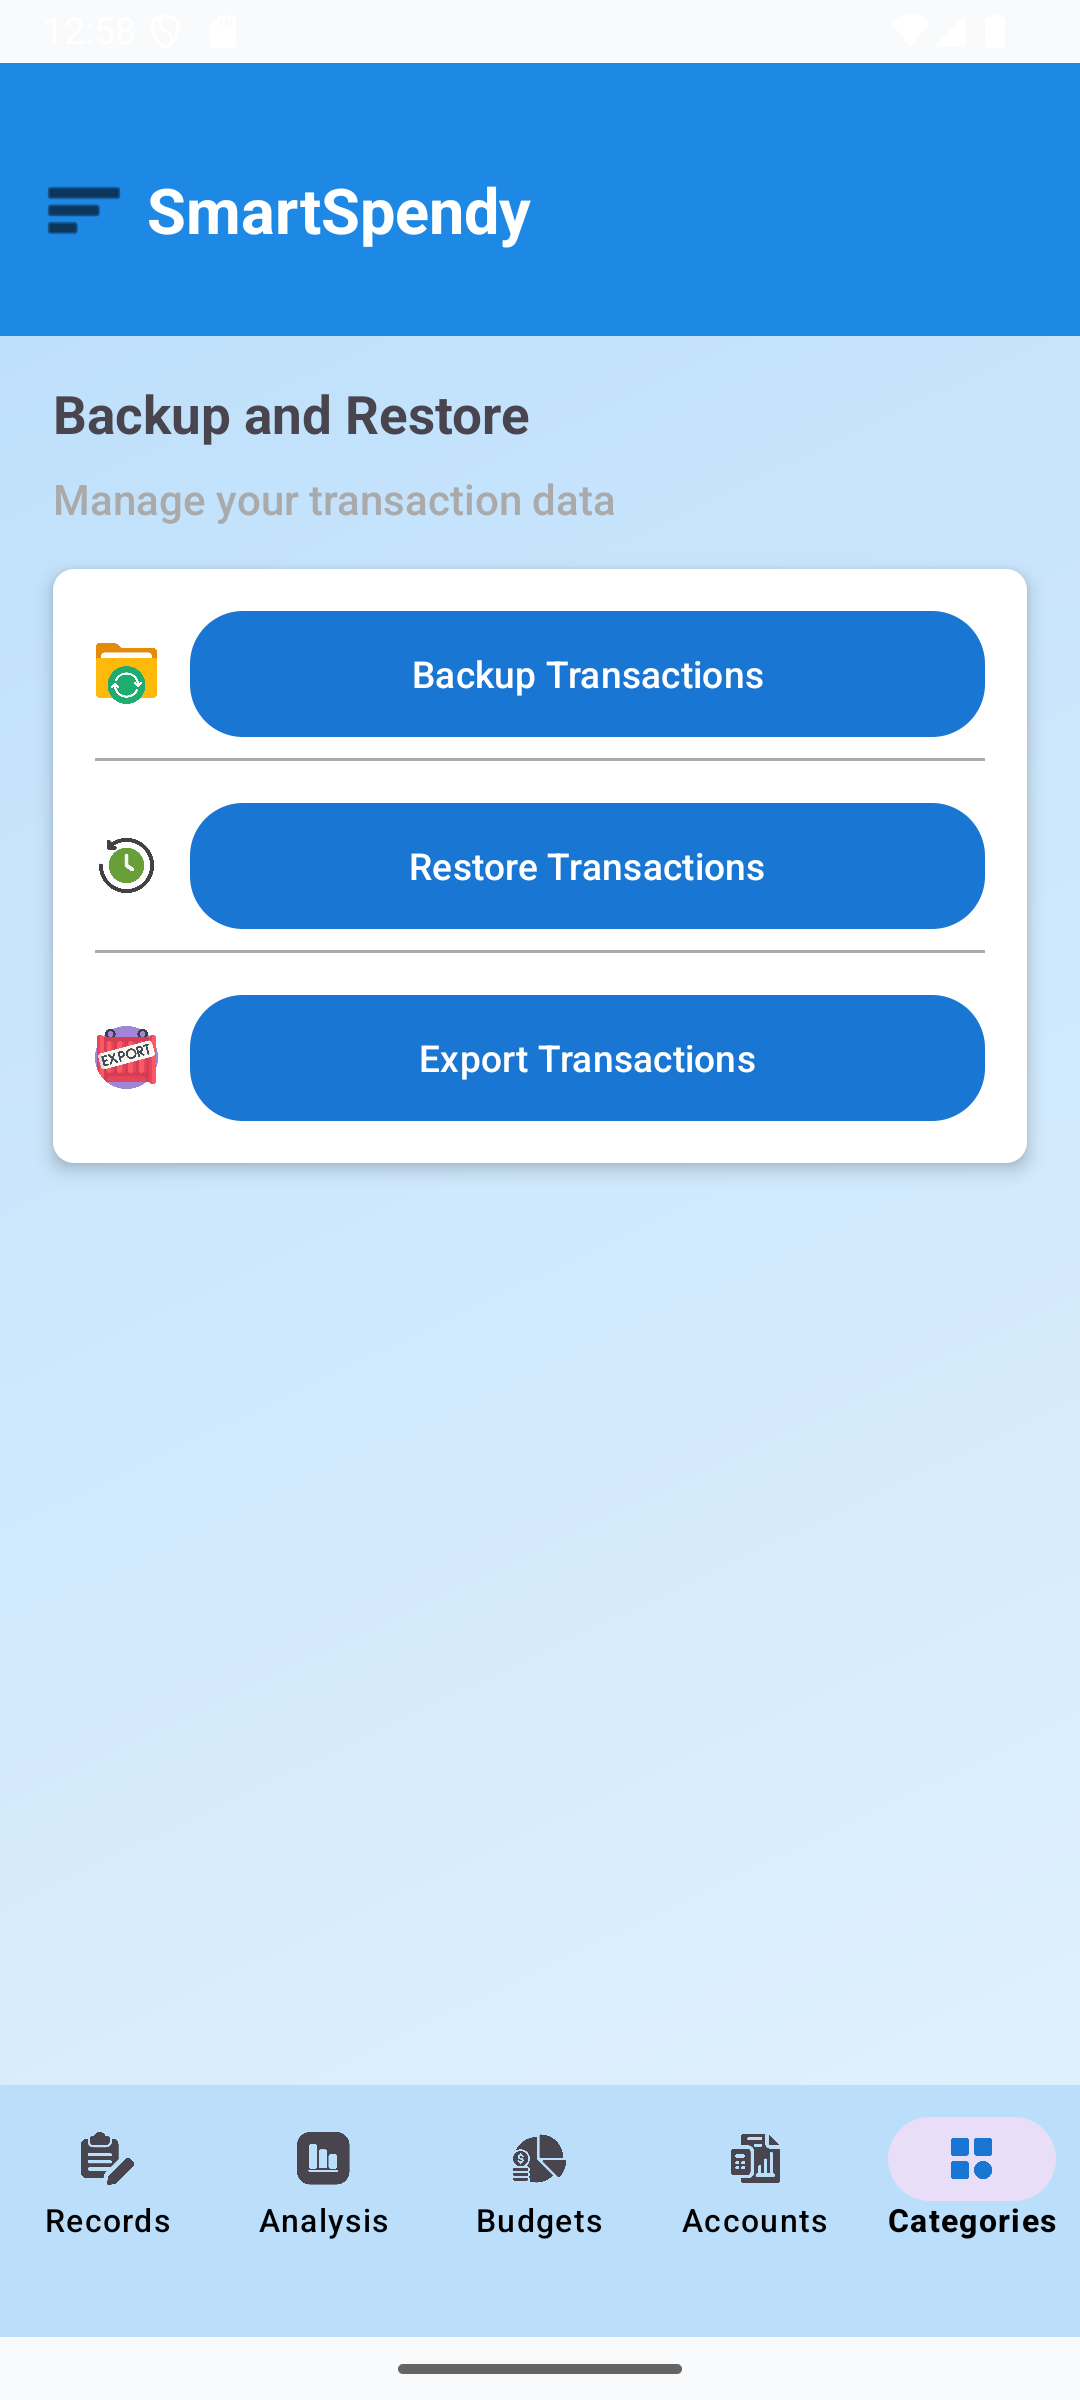 12:58
SmartSpendy
Backup and Restore
Manage your transaction data
Backup Transactions
Restore Transactions
EXPORT
Export Transactions
Records
Analysis
Budgets
Accounts
Categories